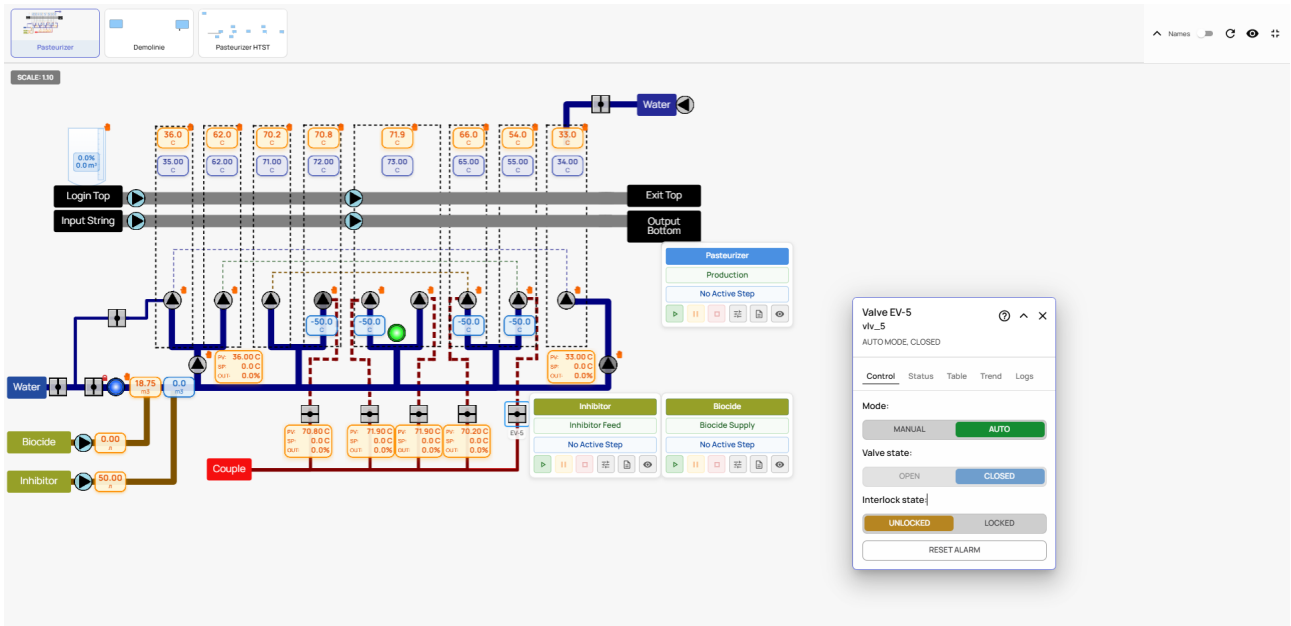 Pasteurizer
Demolinie
Pasteurizer HTST
Names
SCALE: 1.10
Water
36.0 C
62.0 C
70.2 C
70.8 C
71.9 C
66.0 C
54.0 C
33.0 C
35.00 C
62.00 C
71.00 C
72.00 C
73.00 C
65.00 C
55.00 C
34.00 C
0.0%
0.0 m³
Login Top
Exit Top
Input String
Output
Bottom
Pasteurizer
Production
No Active Step
-50.0 C
-50.0 C
-50.0 C
-50.0 C
PV: 36.00 C
SP: 0.0 C
OUT: 0.0%
PV: 33.00 C
SP: 0.0 C
OUT: 0.0%
Water
18.75 m3
0.0 m3
Biocide
0.00
Inhibitor
50.00
PV: 70.80 C
SP: 0.0 C
OUT: 0.0%
PV: 71.90 C
SP: 0.0 C
OUT: 0.0%
PV: 71.90 C
SP: 0.0 C
OUT: 0.0%
PV: 70.20 C
SP: 0.0 C
OUT: 0.0%
EV-5
Couple
Inhibitor
Inhibitor Feed
No Active Step
Biocide
Biocide Supply
No Active Step
Valve EV-5
vlv_5
AUTO MODE, CLOSED
Control Status Table Trend Logs
Mode:
MANUAL AUTO
Valve state:
OPEN CLOSED
Interlock state:
UNLOCKED LOCKED
RESET ALARM